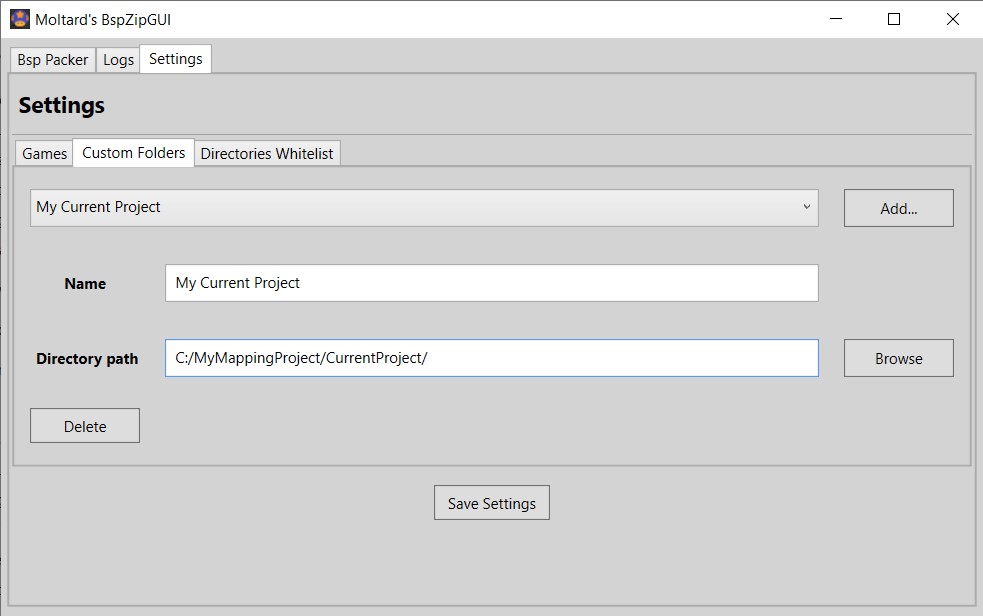 Moltard's BspZipGUI
Bsp Packer Logs Settings
Settings
Games Custom Folders Directories Whitelist
My Current Project Add...
Name My Current Project
Directory path C:/MyMappingProject/CurrentProject/ Browse
Delete
Save Settings